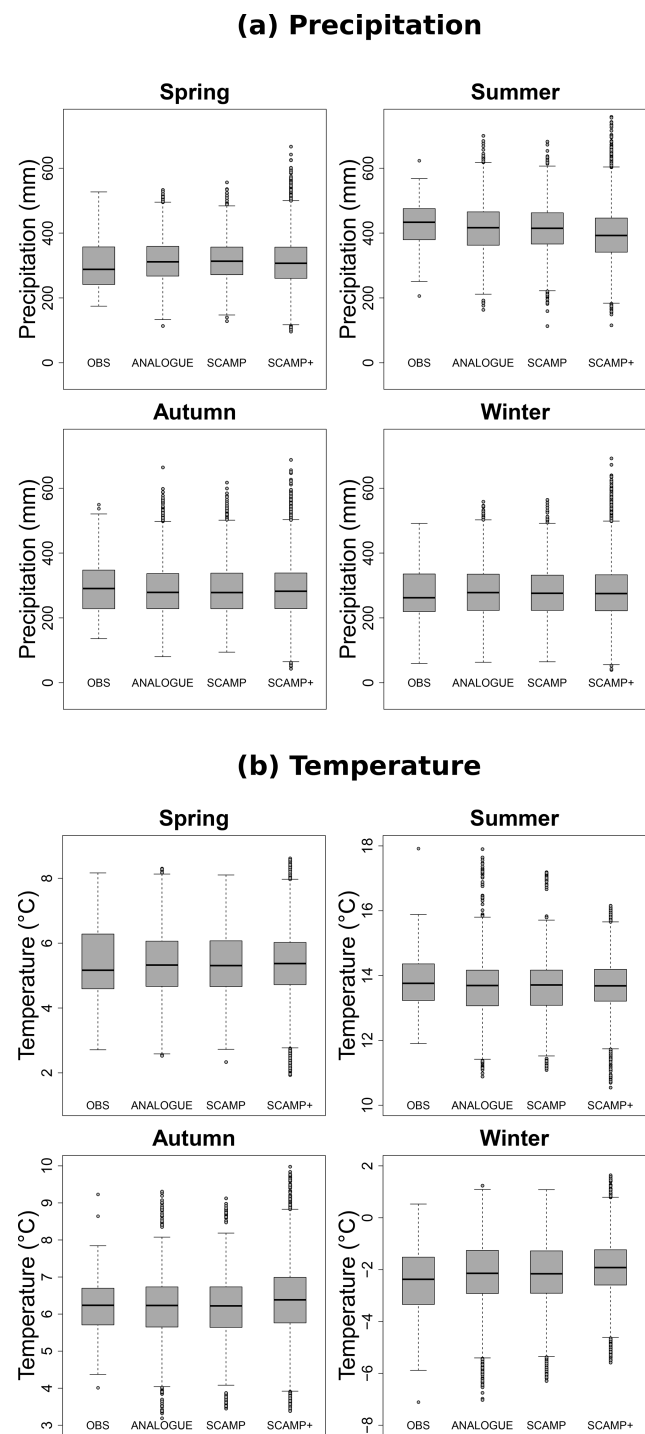 (a) Precipitation
Spring
Summer
Precipitation (mm)
0 200 400 600
OBS ANALOGUE SCAMP SCAMP+
Precipitation (mm)
0 200 400 600
OBS ANALOGUE SCAMP SCAMP+
Autumn
Winter
Precipitation (mm)
0 200 400 600
OBS ANALOGUE SCAMP SCAMP+
Precipitation (mm)
0 200 400 600
OBS ANALOGUE SCAMP SCAMP+
(b) Temperature
Spring
Summer
Temperature (°C)
2 4 6 8
OBS ANALOGUE SCAMP SCAMP+
Temperature (°C)
10 12 14 16 18
OBS ANALOGUE SCAMP SCAMP+
Autumn
Winter
Temperature (°C)
3 4 5 6 7 8 9 10
OBS ANALOGUE SCAMP SCAMP+
Temperature (°C)
−8 −6 −4 −2 0 2
OBS ANALOGUE SCAMP SCAMP+